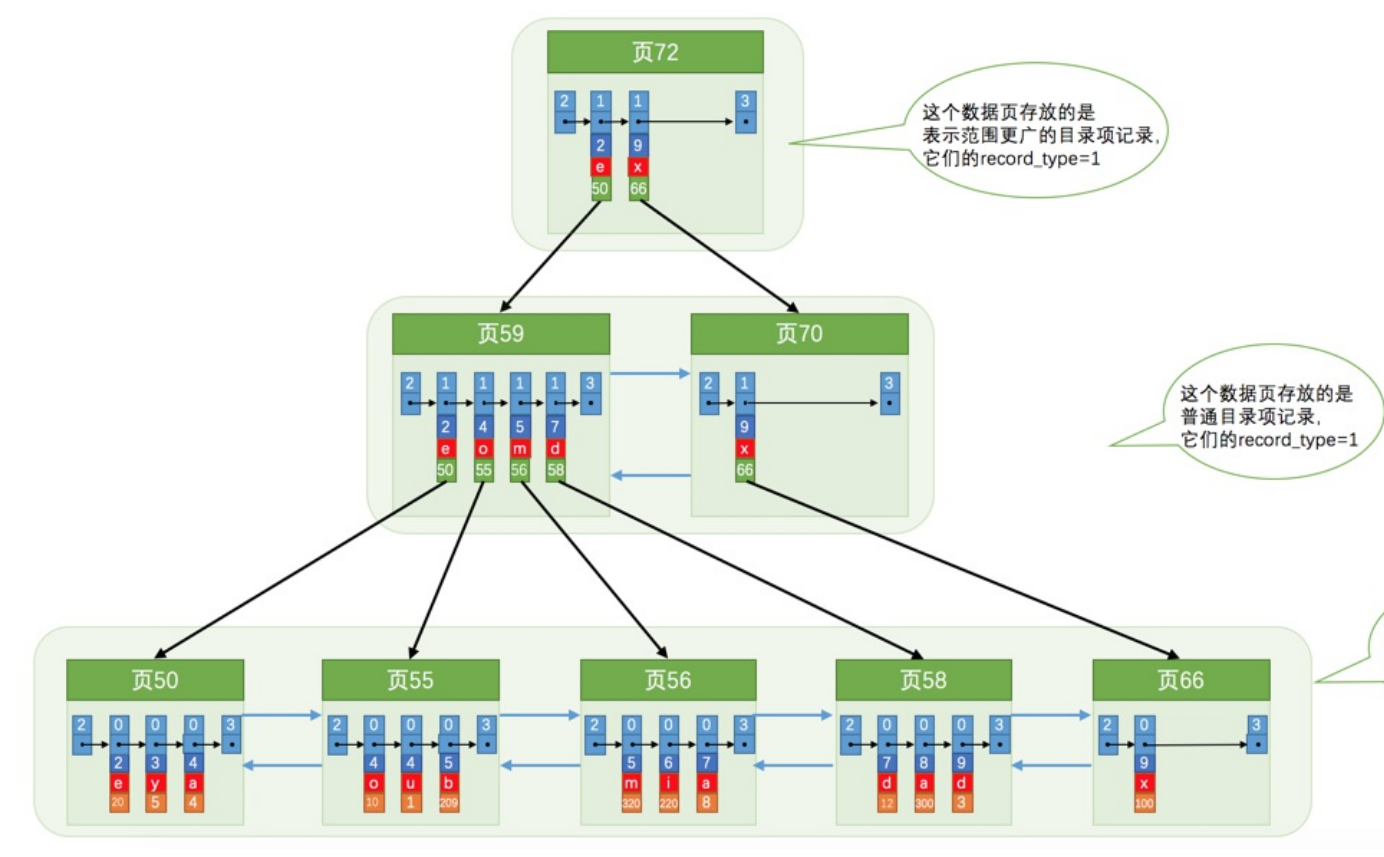 页72
2 1 1 3
2 9
e x
50 66
这个数据页存放的是
表示范围更广的目录项记录,
它们的record_type=1
页59
2 1 1 1 1 3
2 4 5 7
e o m d
50 55 56 58
页70
2 1 3
9
x
66
这个数据页存放的是
普通目录项记录,
它们的record_type=1
页50
2 0 0 0 3
2 3 4
e y a
20 5 4
页55
2 0 0 0 3
4 4 5
o u b
10 1 209
页56
2 0 0 0 3
5 6 7
m i a
320 220 8
页58
2 0 0 0 3
7 8 9
d a d
12 300 3
页66
2 0 3
9
x
100